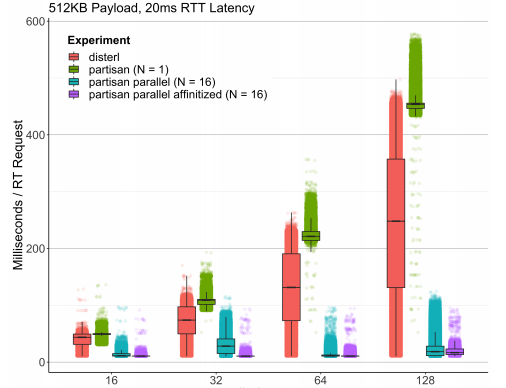 512KB Payload, 20ms RTT Latency
600
Experiment
disterl
partisan (N = 1)
partisan parallel (N = 16)
partisan parallel affinitized (N = 16)
400
Milliseconds / RT Request
200
0
16 32 64 128